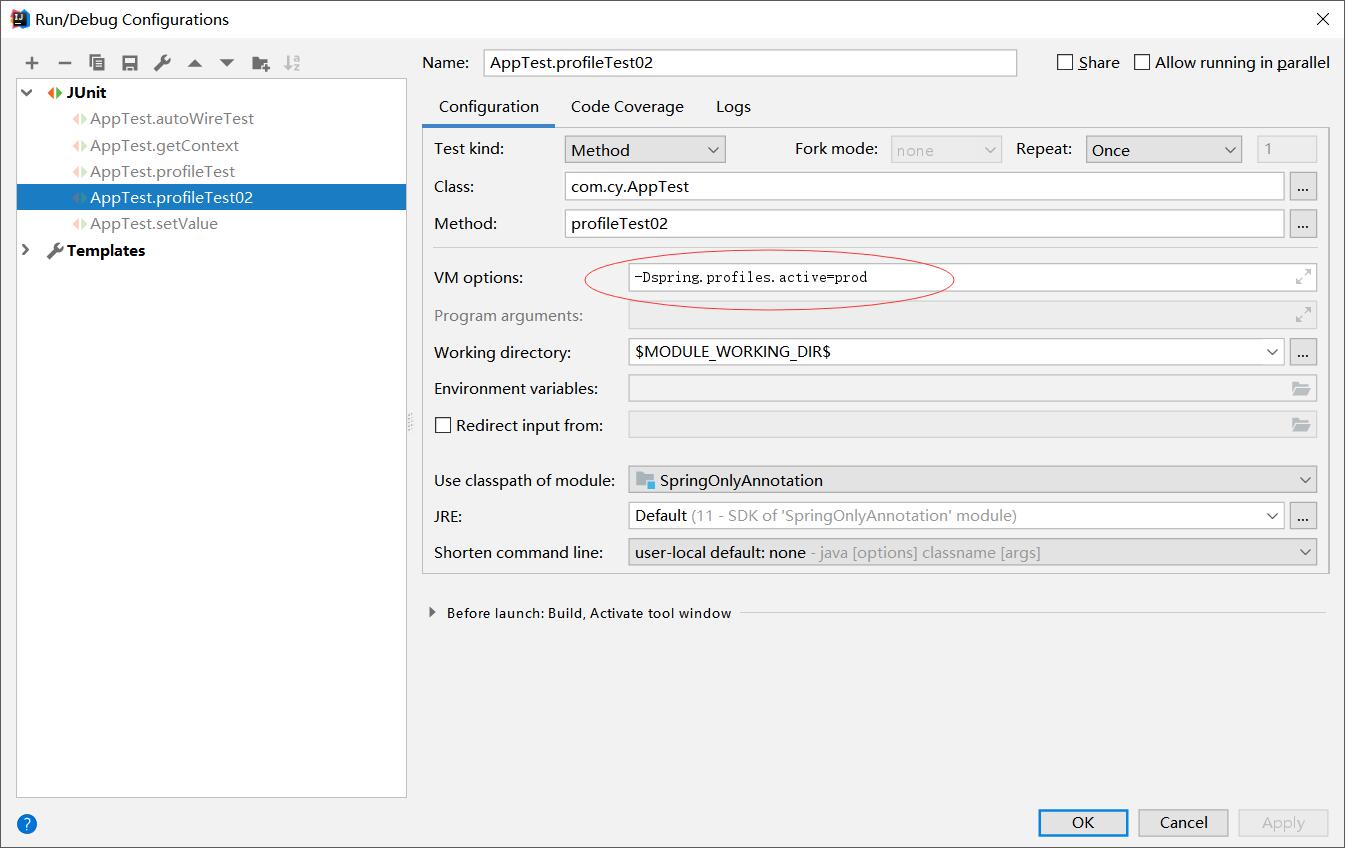 Run/Debug Configurations
Name: AppTest.profileTest02 Share Allow running in parallel
JUnit
AppTest.autoWireTest
AppTest.getContext
AppTest.profileTest
AppTest.profileTest02
AppTest.setValue
Templates
Configuration Code Coverage Logs
Test kind: Method Fork mode: none Repeat: Once 1
Class: com.cy.AppTest ...
Method: profileTest02 ...
VM options: -Dspring.profiles.active=prod
Program arguments:
Working directory: $MODULE_WORKING_DIR$ ...
Environment variables:
Redirect input from:
Use classpath of module: SpringOnlyAnnotation
JRE: Default (11 - SDK of 'SpringOnlyAnnotation' module) ...
Shorten command line: user-local default: none - java [options] classname [args]
Before launch: Build, Activate tool window
? OK Cancel Apply